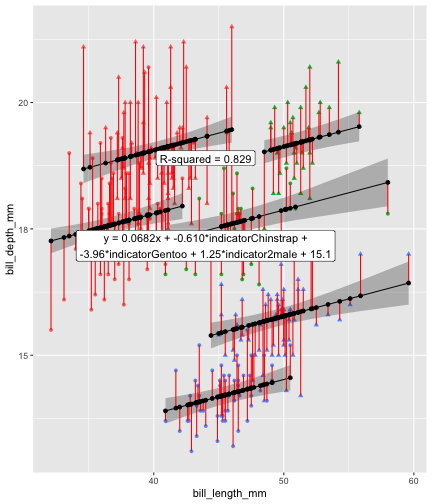 20
18
15
bill_depth_mm
R-squared = 0.829
y = 0.0682x + -0.610*indicatorChinstrap +
-3.96*indicatorGentoo + 1.25*indicator2male + 15.1
40
50
60
bill_length_mm